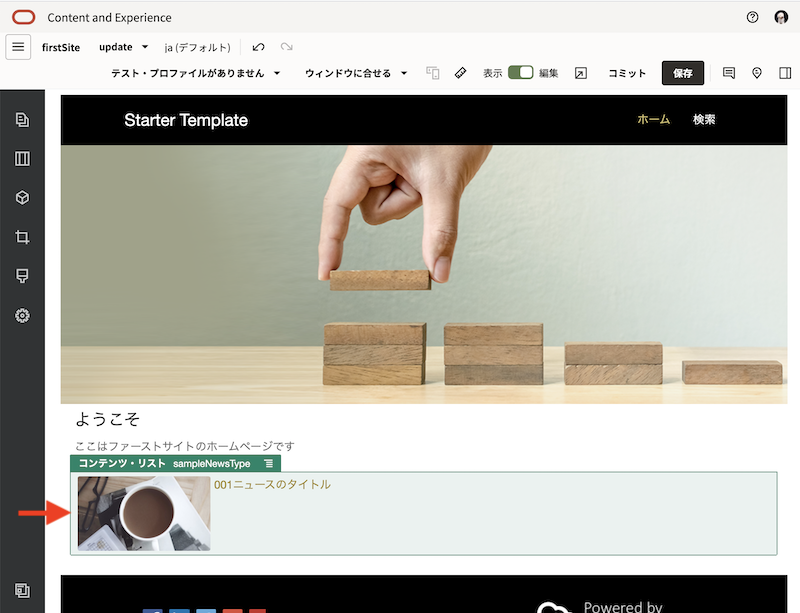 Content and Experience
firstSite update ja (デフォルト)
テスト・プロファイルがありません ウィンドウに合せる 表示 編集 コミット 保存
Starter Template ホーム 検索
ようこそ
ここはファーストサイトのホームページです
コンテンツ・リスト sampleNewsType
001ニュースのタイトル
Powered by